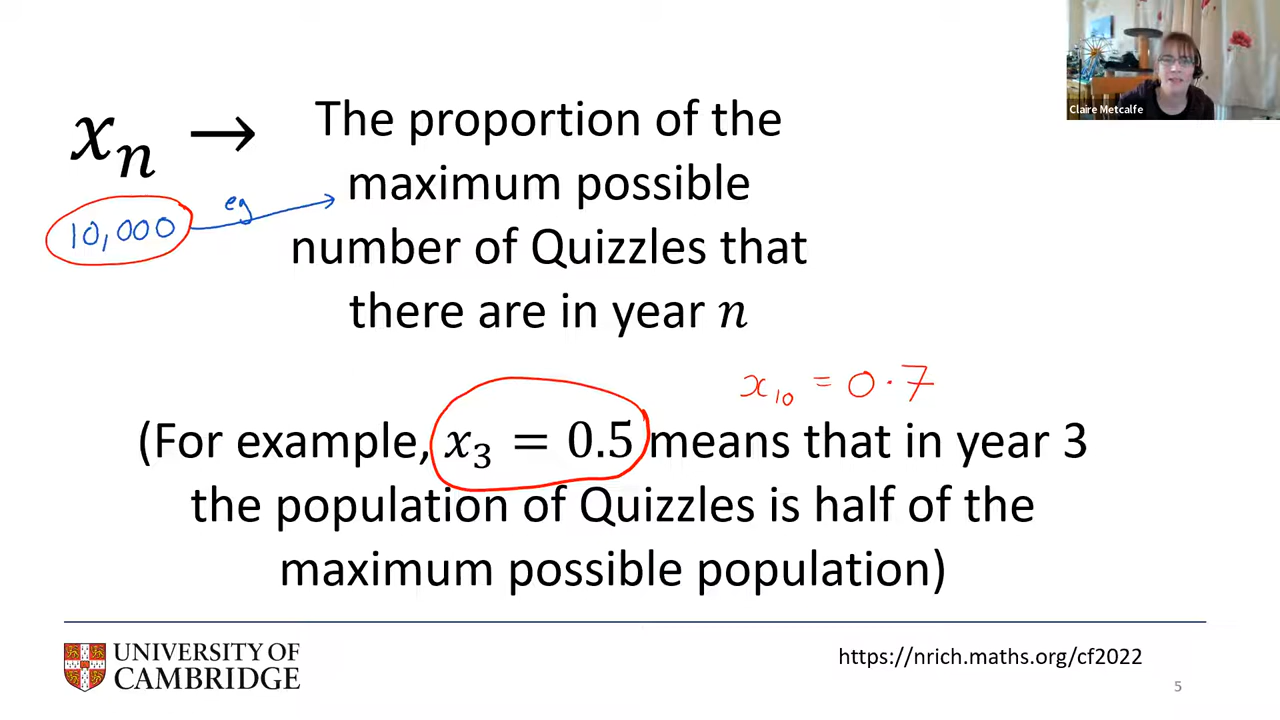 Claire Metcalfe
xₙ → The proportion of the
maximum possible
eg
10,000
number of Quizzles that
there are in year n
x₁₀ = 0.7
(For example, x₃ = 0.5 means that in year 3
the population of Quizzles is half of the
maximum possible population)
UNIVERSITY OF
CAMBRIDGE
https://nrich.maths.org/cf2022
5